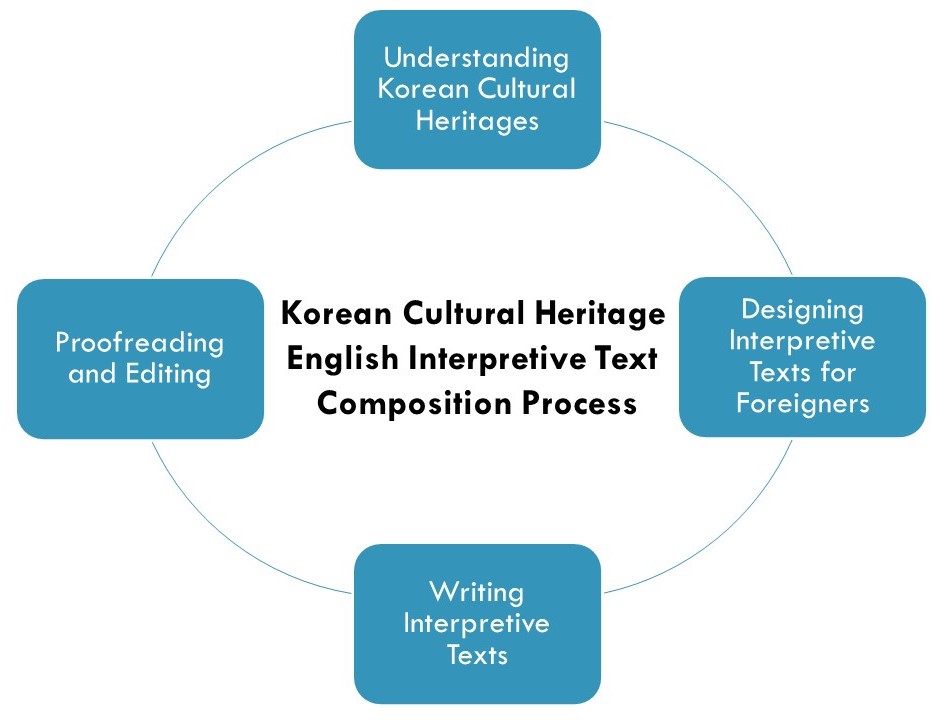 Understanding
Korean Cultural
Heritages
Korean Cultural Heritage
English Interpretive Text
Composition Process
Designing
Interpretive
Texts for
Foreigners
Writing
Interpretive
Texts
Proofreading
and Editing